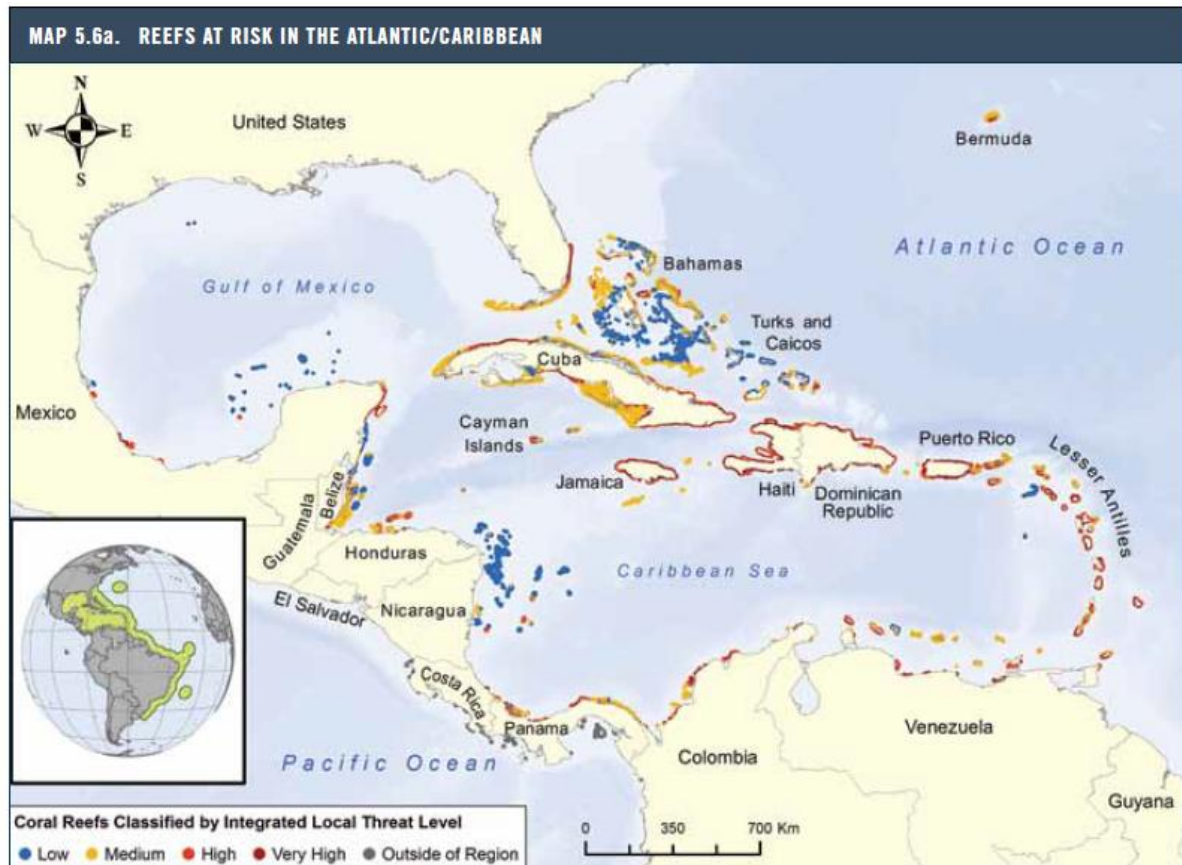 MAP 5.6a. REEFS AT RISK IN THE ATLANTIC/CARIBBEAN
N
W
E
S
United States
Bermuda
Atlantic Ocean
Gulf of Mexico
Bahamas
Turks and
Caicos
Cuba
Mexico
Cayman
Islands
Jamaica
Haiti
Dominican
Republic
Puerto Rico
Lesser Antilles
Belize
Guatemala
Honduras
Caribbean Sea
El Salvador
Nicaragua
Costa Rica
Panama
Pacific Ocean
Colombia
Venezuela
Guyana
Coral Reefs Classified by Integrated Local Threat Level
Low Medium High Very High Outside of Region
0 350 700 Km